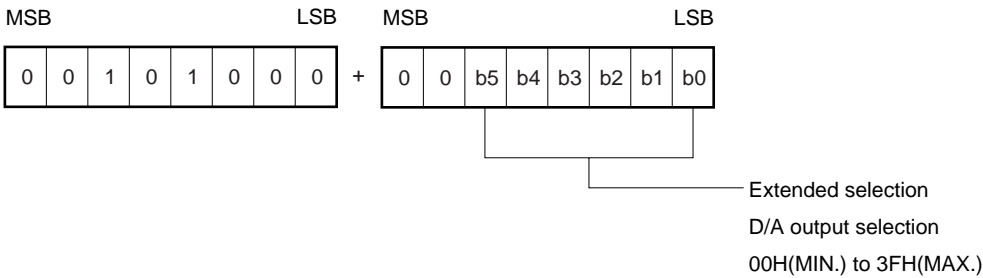 MSB LSB MSB LSB
0 0 1 0 1 0 0 0 + 0 0 b5 b4 b3 b2 b1 b0
Extended selection
D/A output selection
00H(MIN.) to 3FH(MAX.)